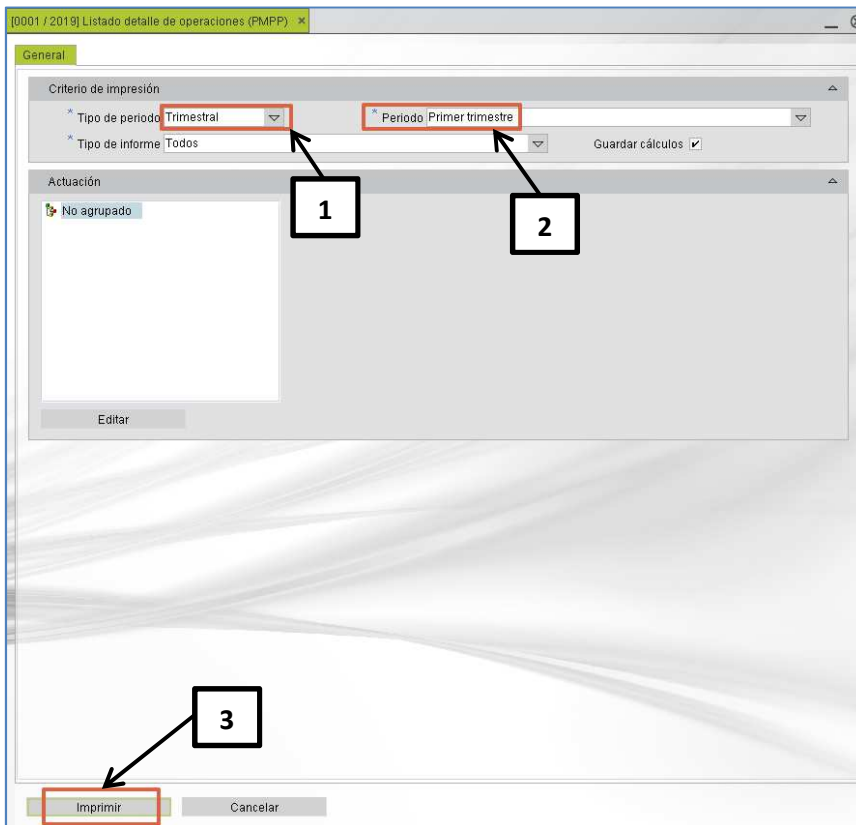 [0001 / 2019] Listado detalle de operaciones (PMPP) ×
General
Criterio de impresión
* Tipo de periodo Trimestral * Periodo Primer trimestre
* Tipo de informe Todos Guardar cálculos
Actuación
No agrupado
1
2
Editar
3
Imprimir Cancelar